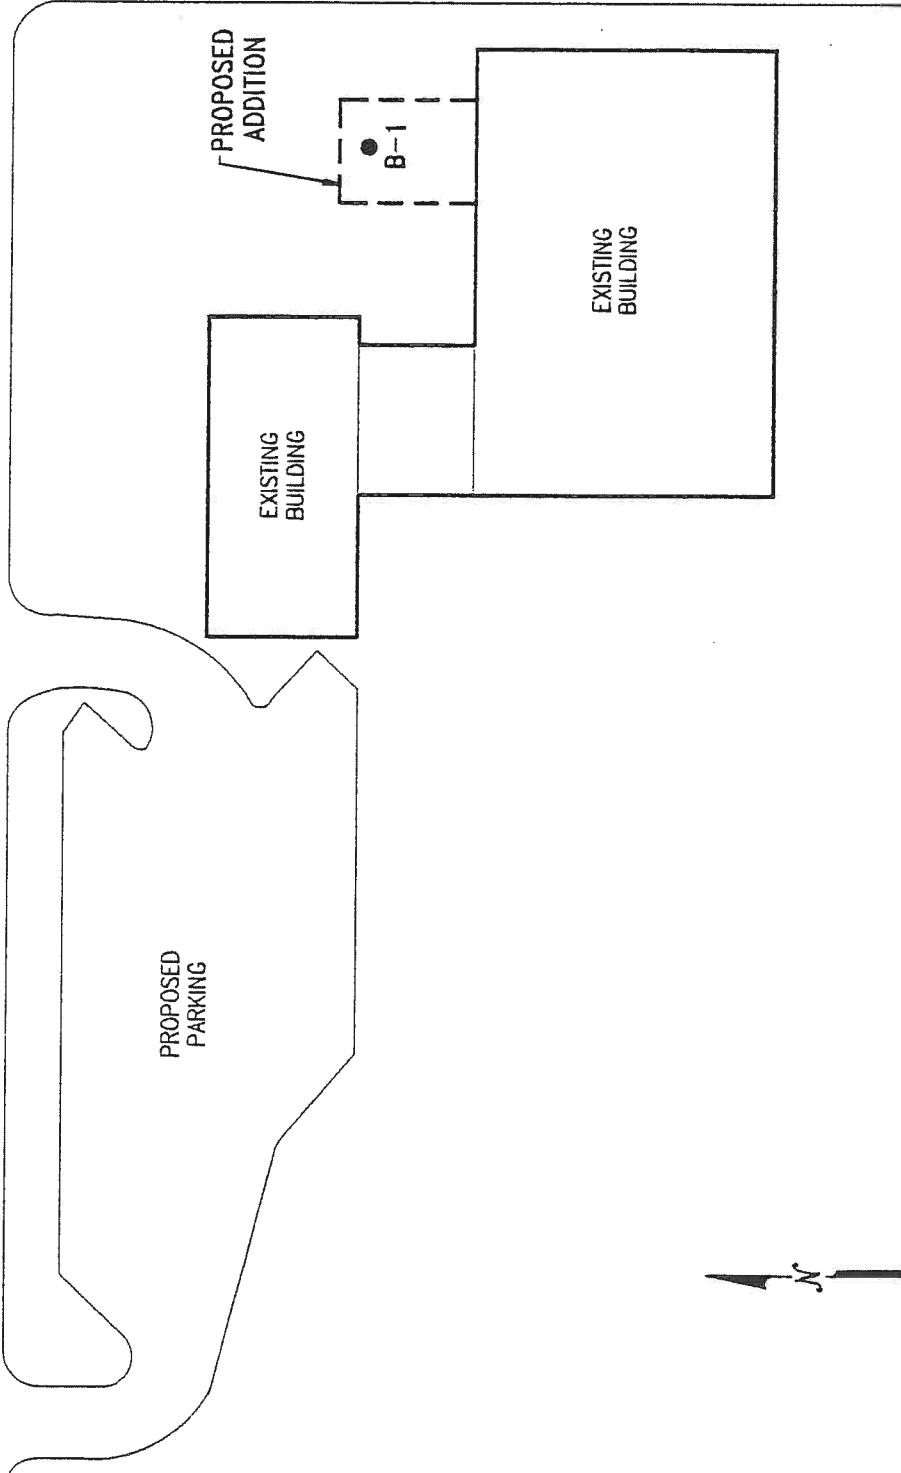 PROPOSED
ADDITION
B-1
EXISTING
BUILDING
EXISTING
BUILDING
PROPOSED
PARKING
N